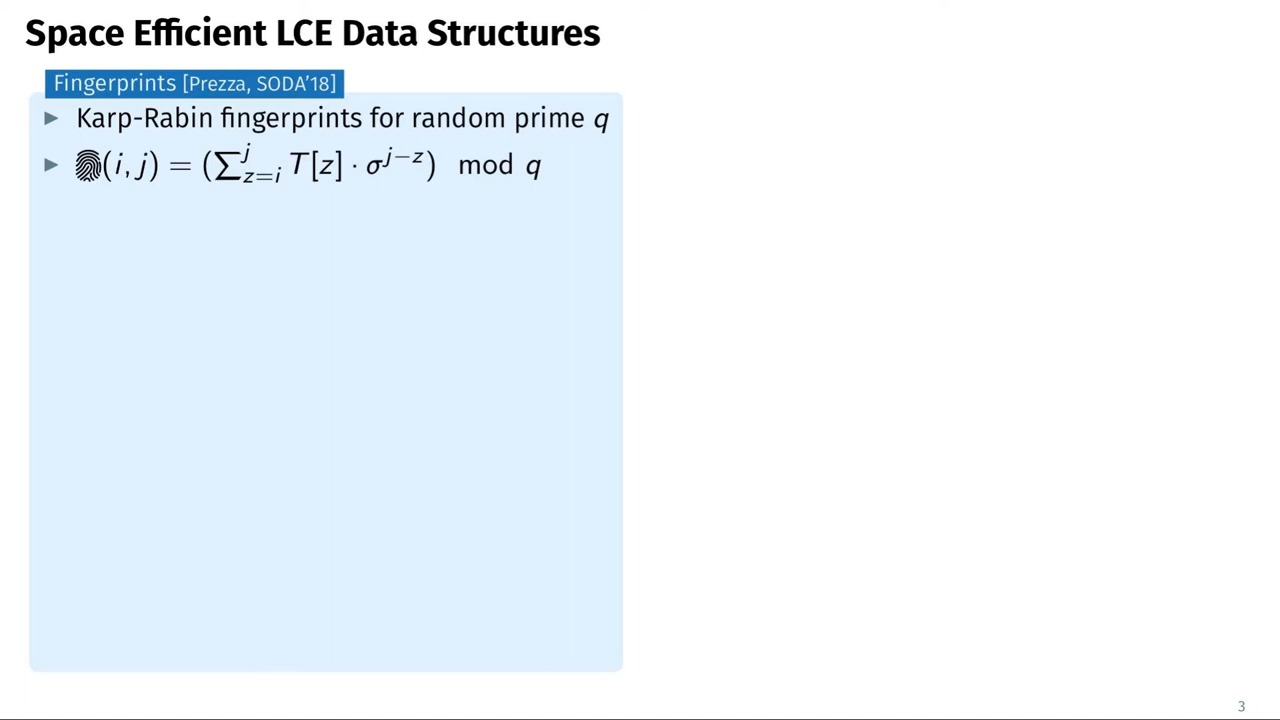 Space Efficient LCE Data Structures
Fingerprints [Prezza, SODA’18]
▶ Karp-Rabin fingerprints for random prime q
▶ (i, j) = (∑_{z=i}^{j} T[z] · σ^{j−z}) mod q
3